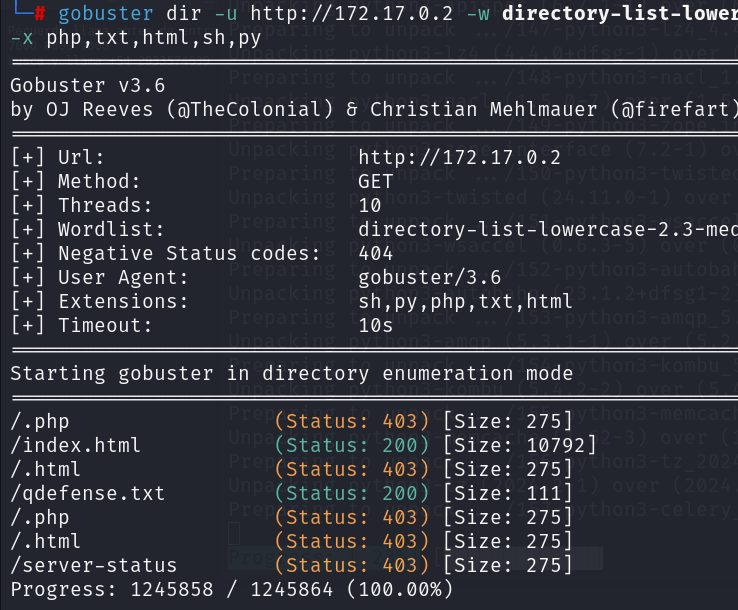 └─# gobuster dir -u http://172.17.0.2 -w directory-list-lower
-x php,txt,html,sh,py
===============================================================
Gobuster v3.6
by OJ Reeves (@TheColonial) & Christian Mehlmauer (@firefart)
===============================================================
[+] Url:                     http://172.17.0.2
[+] Method:                  GET
[+] Threads:                 10
[+] Wordlist:                directory-list-lowercase-2.3-med
[+] Negative Status codes:   404
[+] User Agent:              gobuster/3.6
[+] Extensions:              sh,py,php,txt,html
[+] Timeout:                 10s
===============================================================
Starting gobuster in directory enumeration mode
===============================================================
/.php                 (Status: 403) [Size: 275]
/index.html           (Status: 200) [Size: 10792]
/.html                (Status: 403) [Size: 275]
/qdefense.txt         (Status: 200) [Size: 111]
/.php                 (Status: 403) [Size: 275]
/.html                (Status: 403) [Size: 275]
/server-status        (Status: 403) [Size: 275]
Progress: 1245858 / 1245864 (100.00%)